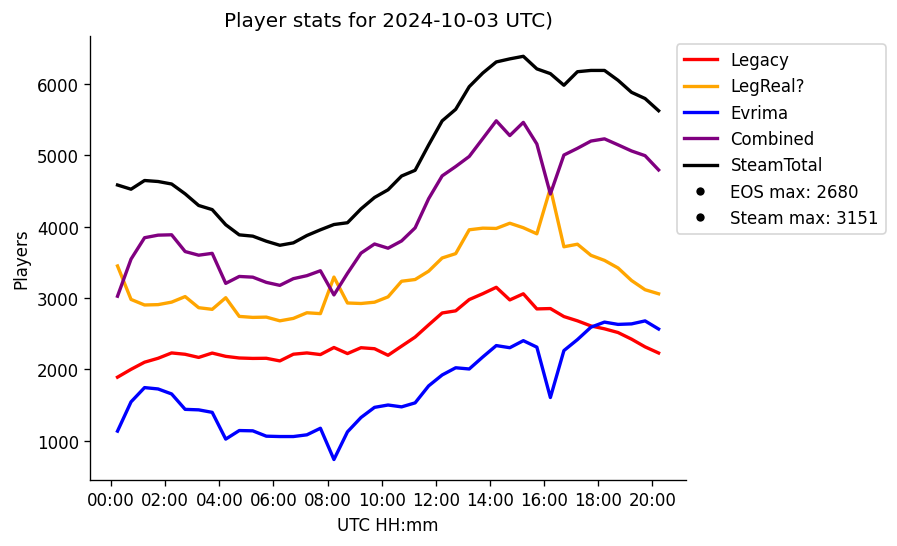 Player stats for 2024-10-03 UTC)
Legacy
LegReal?
Evrima
Combined
SteamTotal
EOS max: 2680
Steam max: 3151
Players
6000
5000
4000
3000
2000
1000
00:00 02:00 04:00 06:00 08:00 10:00 12:00 14:00 16:00 18:00 20:00
UTC HH:mm